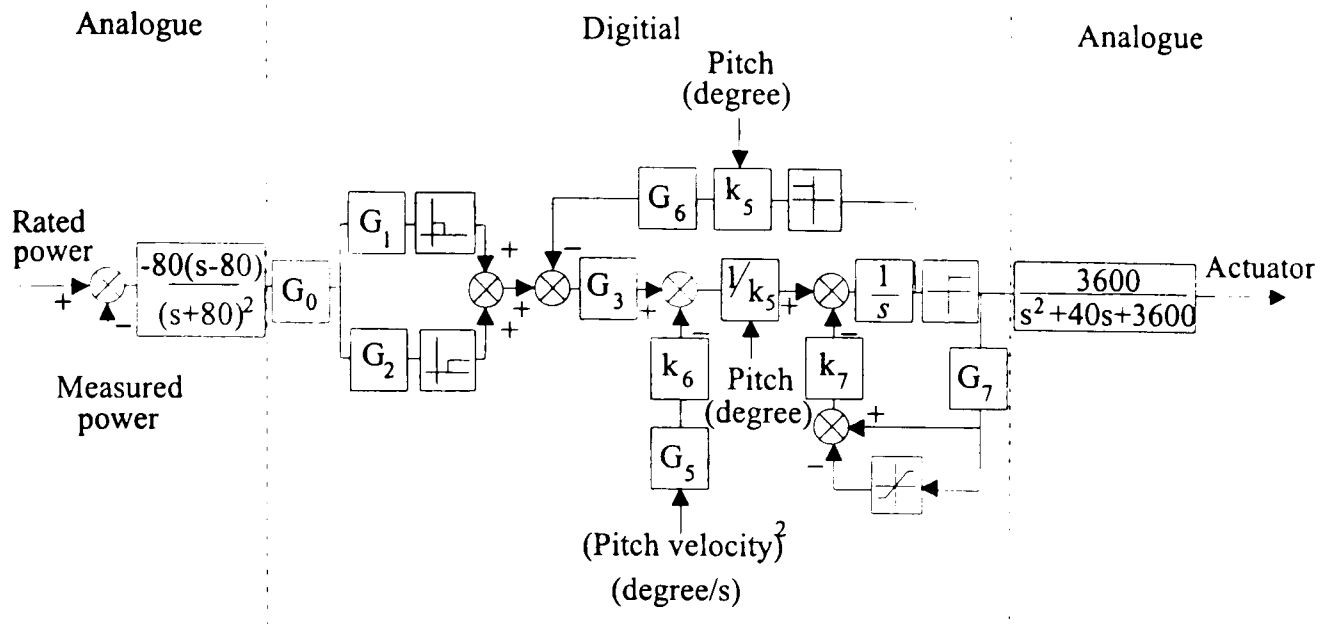 Analogue
Digitial
Analogue
Pitch
(degree)
G₆
k₅
Rated
power
+
−
-80(s-80)
(s+80)²
G₀
G₁
G₂
+
+
+
−
+
G₃
+
−
1/k₅
+
−
1
s
3600
s²+40s+3600
Actuator
Measured
power
k₆
Pitch
(degree)
k₇
G₇
+
−
G₅
(Pitch velocity)²
(degree/s)